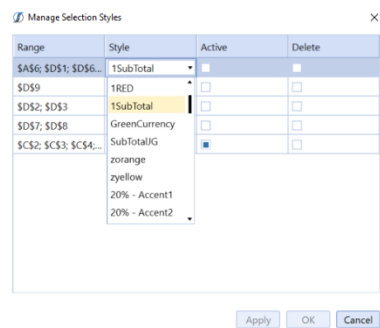 Manage Selection Styles
Range Style Active Delete
$A$6; $D$1; $D$6... 1SubTotal
$D$9
$D$2; $D$3
$D$7; $D$8
$C$2; $C$3; $C$4;...
1RED
1SubTotal
GreenCurrency
SubTotalJG
zorange
zyellow
20% - Accent1
20% - Accent2
Apply OK Cancel